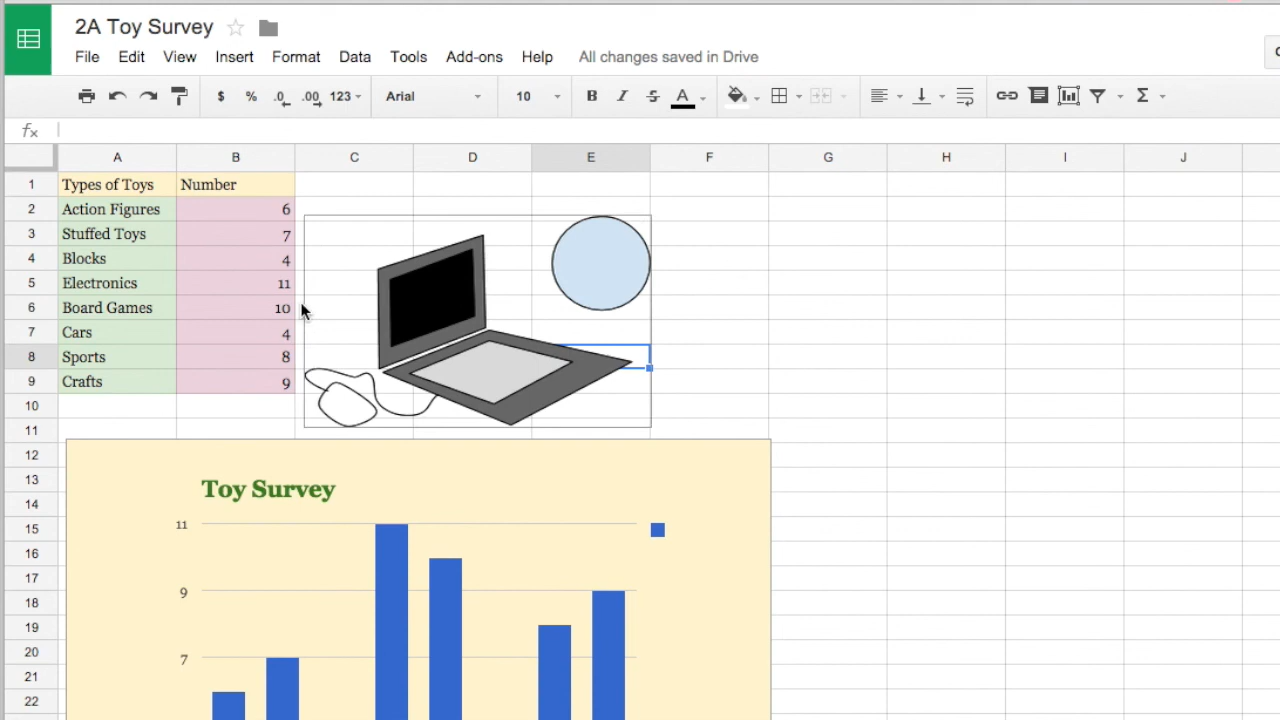 2A Toy Survey
File Edit View Insert Format Data Tools Add-ons Help All changes saved in Drive
$ % .0 .00 123 Arial 10 B I S A Σ
fx
A B C D E F G H I J
1 Types of Toys Number
2 Action Figures 6
3 Stuffed Toys 7
4 Blocks 4
5 Electronics 11
6 Board Games 10
7 Cars 4
8 Sports 8
9 Crafts 9
10
11
12
13
14
15
16
17
18
19
20
21
22
Toy Survey
11
9
7